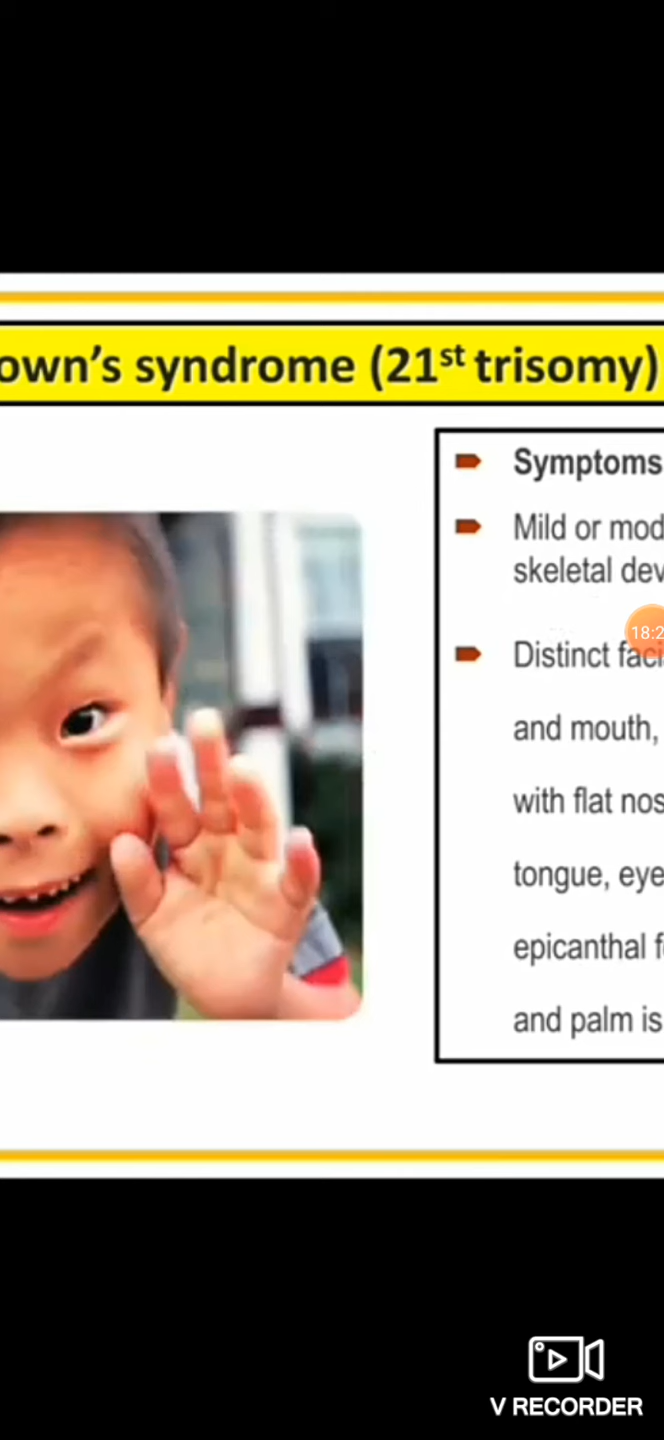 own's syndrome (21st trisomy)
Symptoms
Mild or mod
skeletal dev
18:2
Distinct faci
and mouth,
with flat nos
tongue, eye
epicanthal f
and palm is
V RECORDER